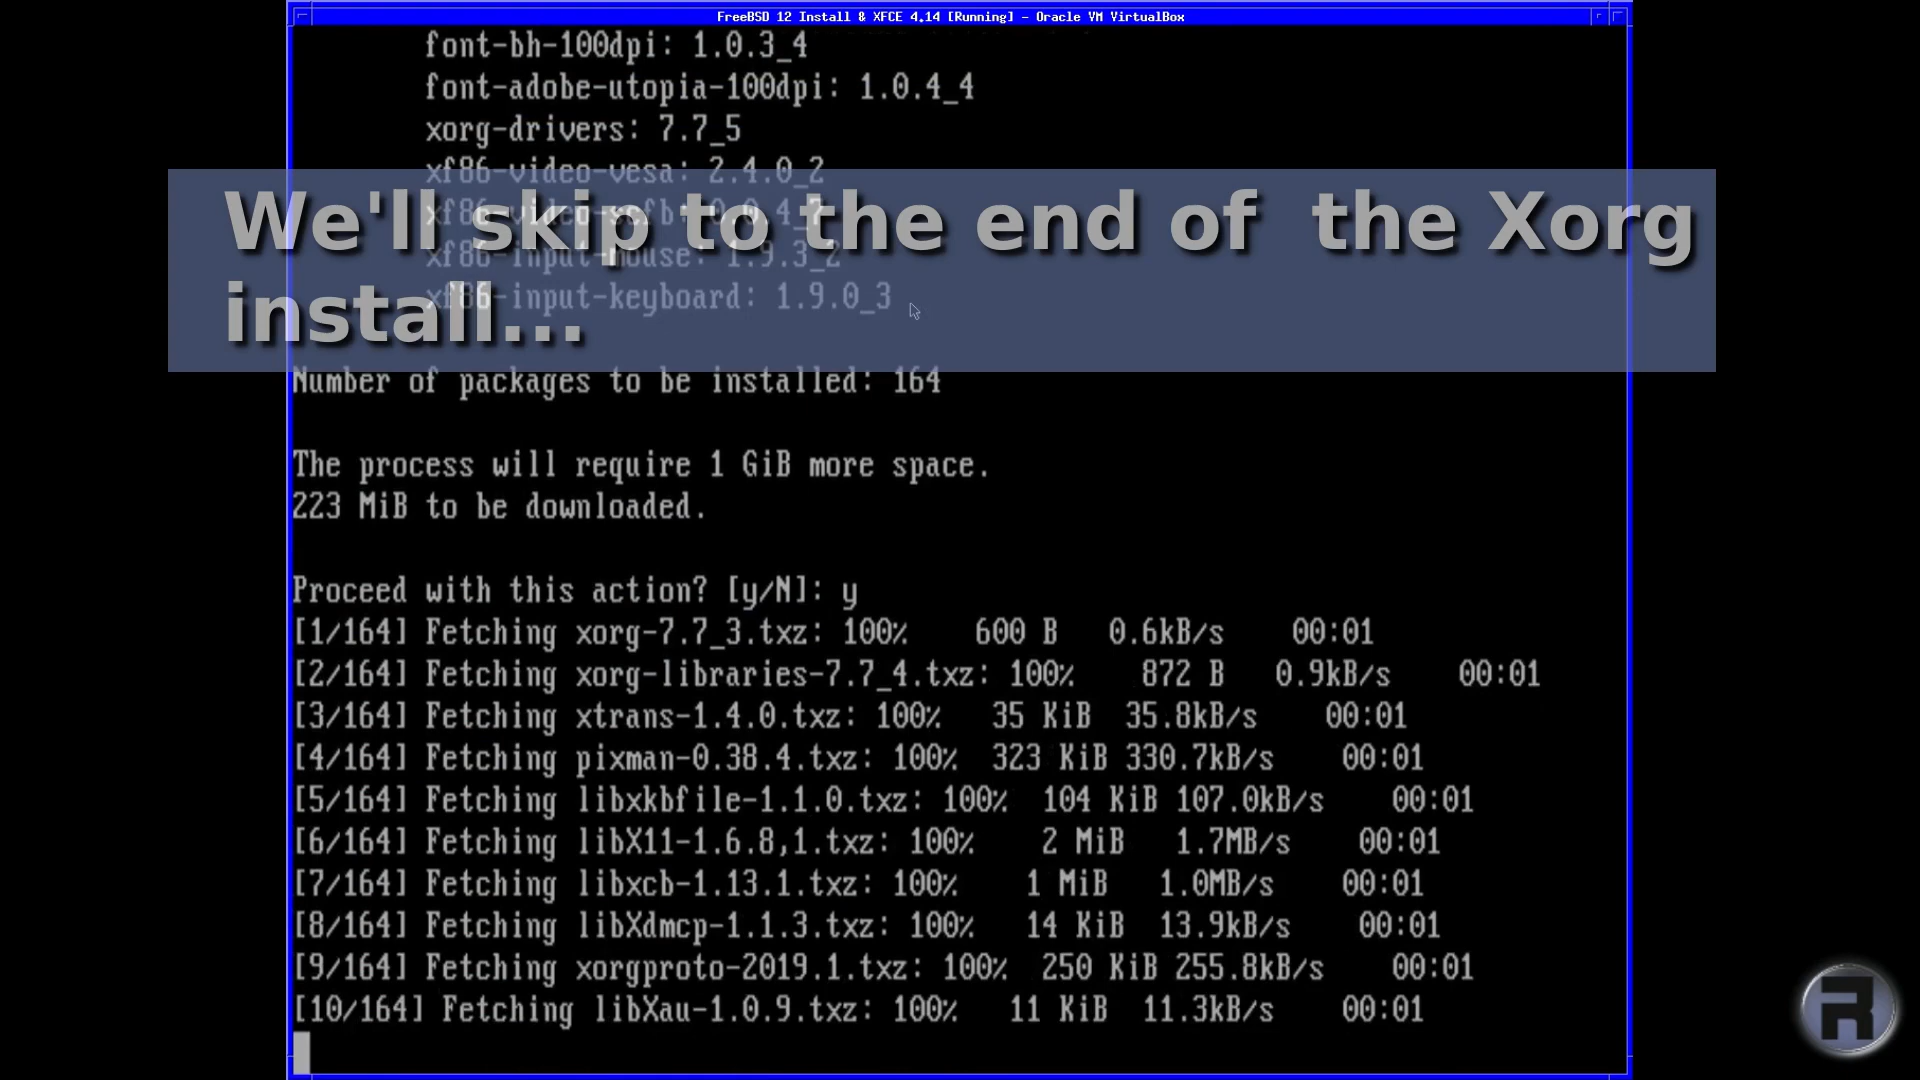 FreeBSD 12 Install & XFCE 4.14 [Running] - Oracle VM VirtualBox
font-bh-100dpi: 1.0.3_4
font-adobe-utopia-100dpi: 1.0.4_4
xorg-drivers: 7.7_5
xf86-video-vesa: 2.4.0_2
We'll skip to the end of  the Xorg
install...
xf86-video-scfb: 0.0.4_7
xf86-input-mouse: 1.9.3_2
xf86-input-keyboard: 1.9.0_3
Number of packages to be installed: 164
The process will require 1 GiB more space.
223 MiB to be downloaded.
Proceed with this action? [y/N]: y
[1/164] Fetching xorg-7.7_3.txz: 100%    600 B   0.6kB/s    00:01
[2/164] Fetching xorg-libraries-7.7_4.txz: 100%    872 B   0.9kB/s    00:01
[3/164] Fetching xtrans-1.4.0.txz: 100%   35 KiB  35.8kB/s    00:01
[4/164] Fetching pixman-0.38.4.txz: 100%  323 KiB 330.7kB/s    00:01
[5/164] Fetching libxkbfile-1.1.0.txz: 100%  104 KiB 107.0kB/s    00:01
[6/164] Fetching libX11-1.6.8,1.txz: 100%    2 MiB   1.7MB/s    00:01
[7/164] Fetching libxcb-1.13.1.txz: 100%    1 MiB   1.0MB/s    00:01
[8/164] Fetching libXdmcp-1.1.3.txz: 100%   14 KiB  13.9kB/s    00:01
[9/164] Fetching xorgproto-2019.1.txz: 100%  250 KiB 255.8kB/s    00:01
[10/164] Fetching libXau-1.0.9.txz: 100%   11 KiB  11.3kB/s    00:01
R